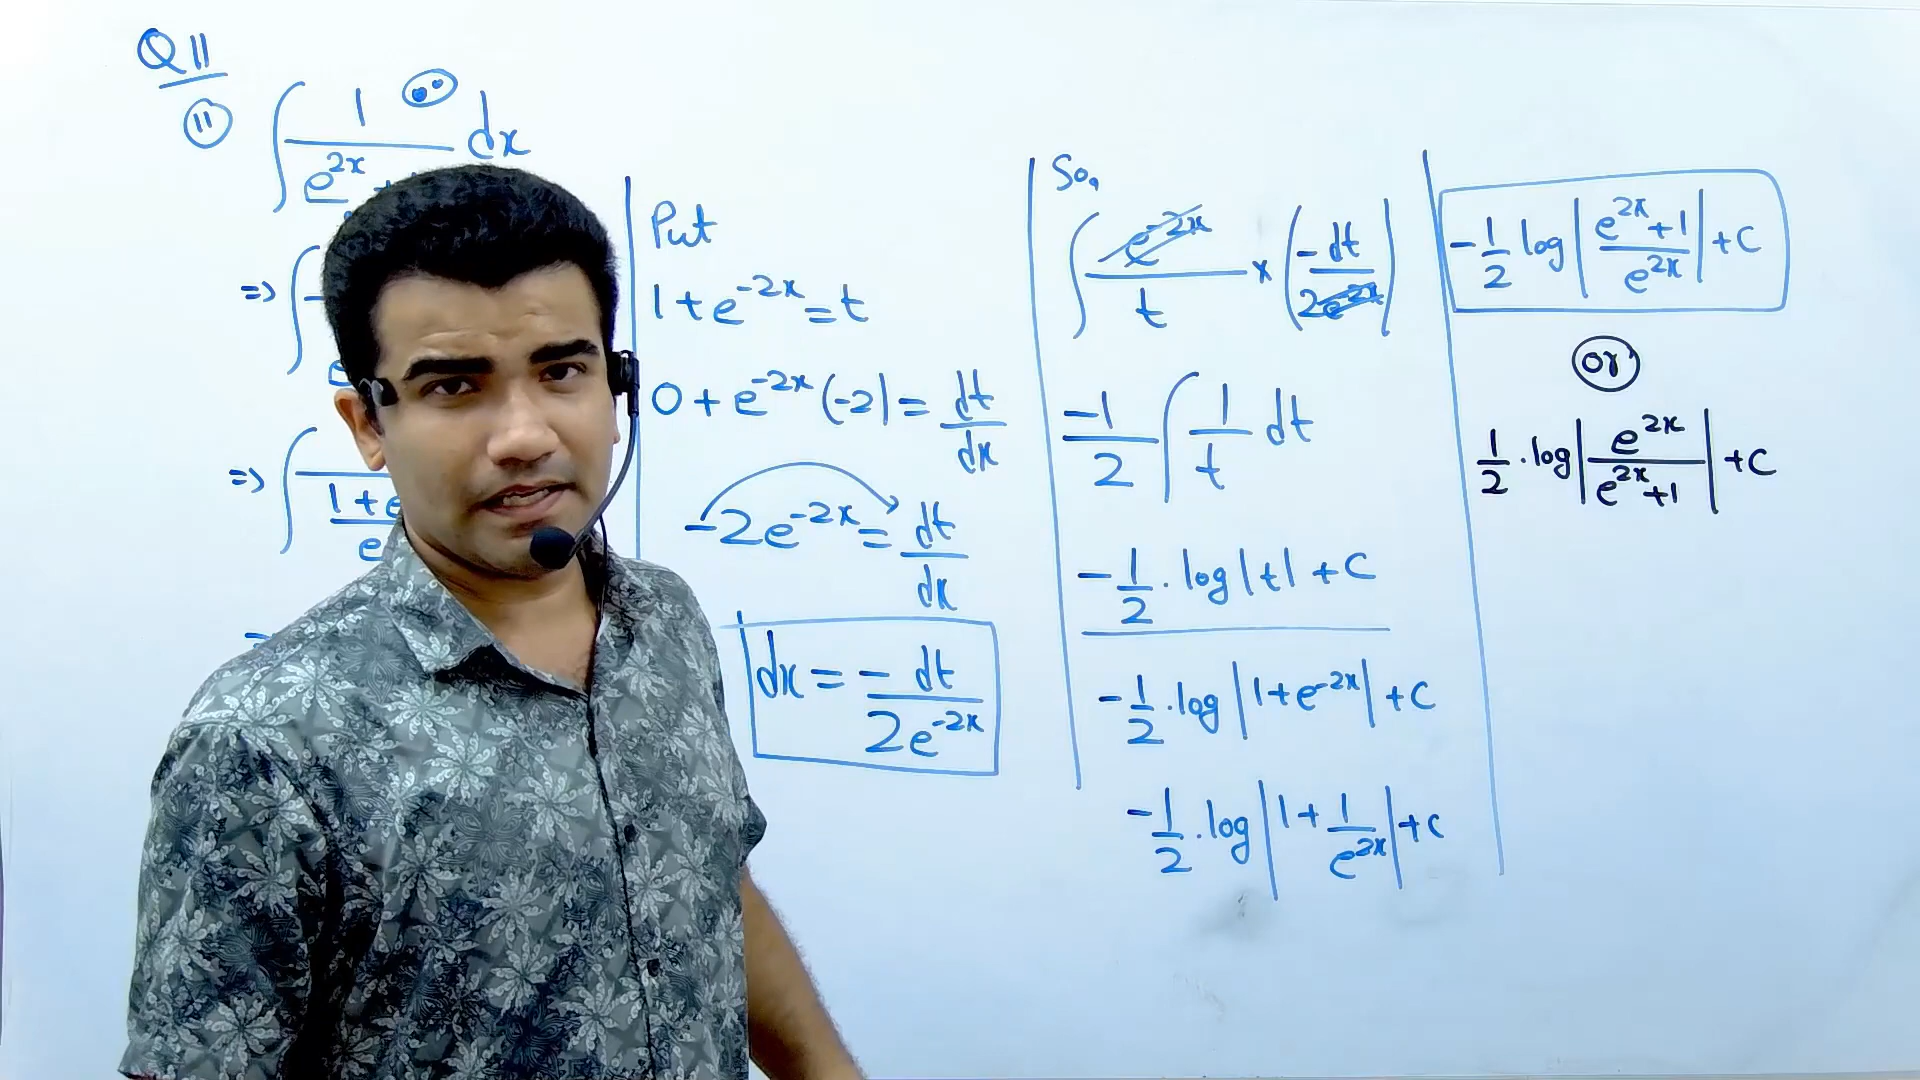 Q 11
(11) ∫ 1 / e^2x dx
=> ∫
=> ∫ 1+e / e
Put
1+e^-2x = t
0 + e^-2x (-2) = dt/dx
-2e^-2x = dt/dx
dx = -dt / 2e^-2x
So,
∫ e^-2x / t × (-dt / 2e^-2x)
-1/2 ∫ 1/t dt
-1/2 . log |t| + C
-1/2 . log |1+e^-2x| + C
-1/2 . log |1 + 1/e^2x| + c
-1/2 log |e^2x +1 / e^2x| + C
or
1/2 . log |e^2x / e^2x +1| + C